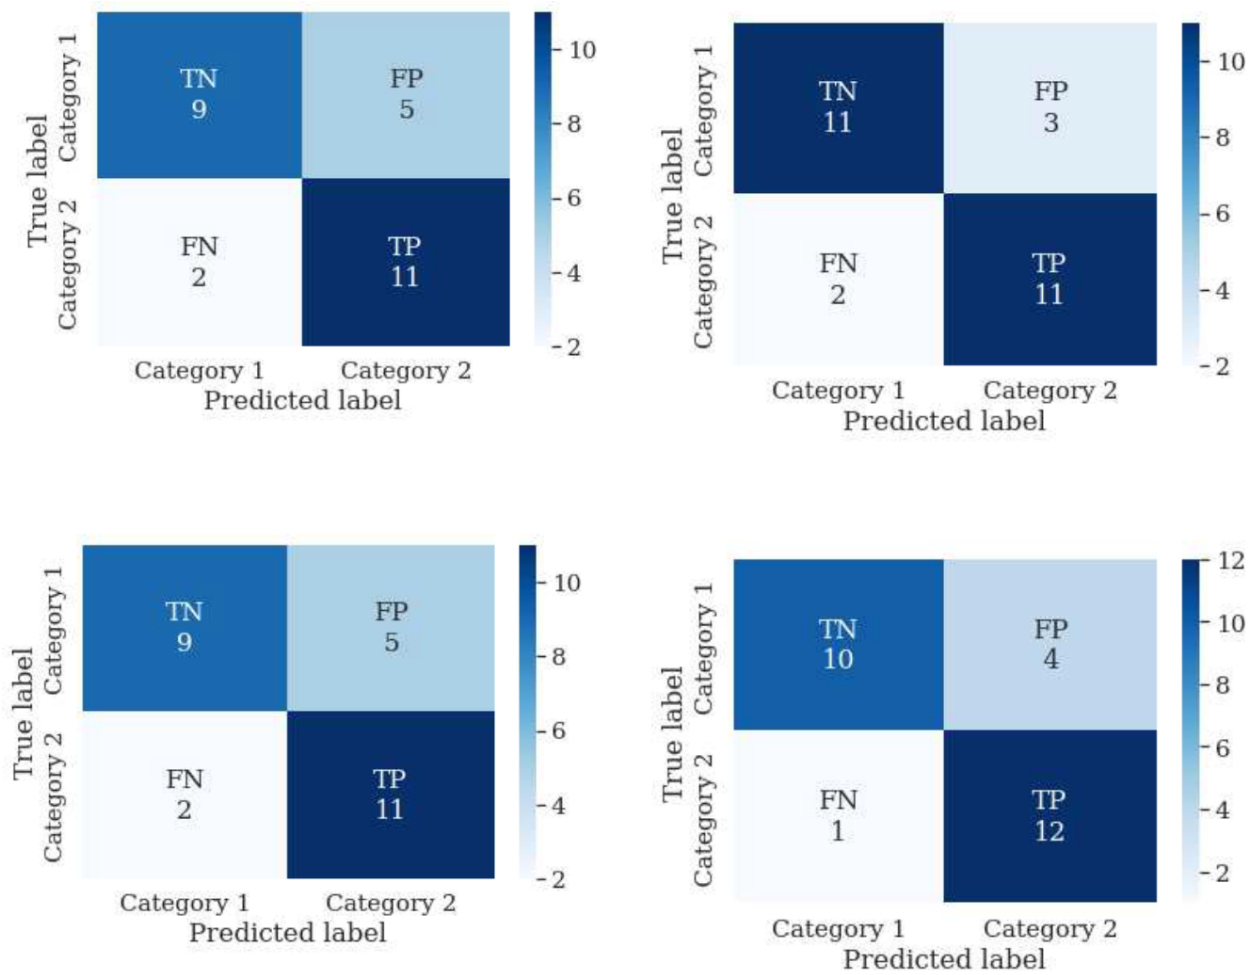 True label
Category 1
Category 2
TN
9
FP
5
FN
2
TP
11
10
8
6
4
2
Category 1
Category 2
Predicted label
True label
Category 1
Category 2
TN
11
FP
3
FN
2
TP
11
10
8
6
4
2
Category 1
Category 2
Predicted label
True label
Category 1
Category 2
TN
9
FP
5
FN
2
TP
11
10
8
6
4
2
Category 1
Category 2
Predicted label
True label
Category 1
Category 2
TN
10
FP
4
FN
1
TP
12
12
10
8
6
4
2
Category 1
Category 2
Predicted label